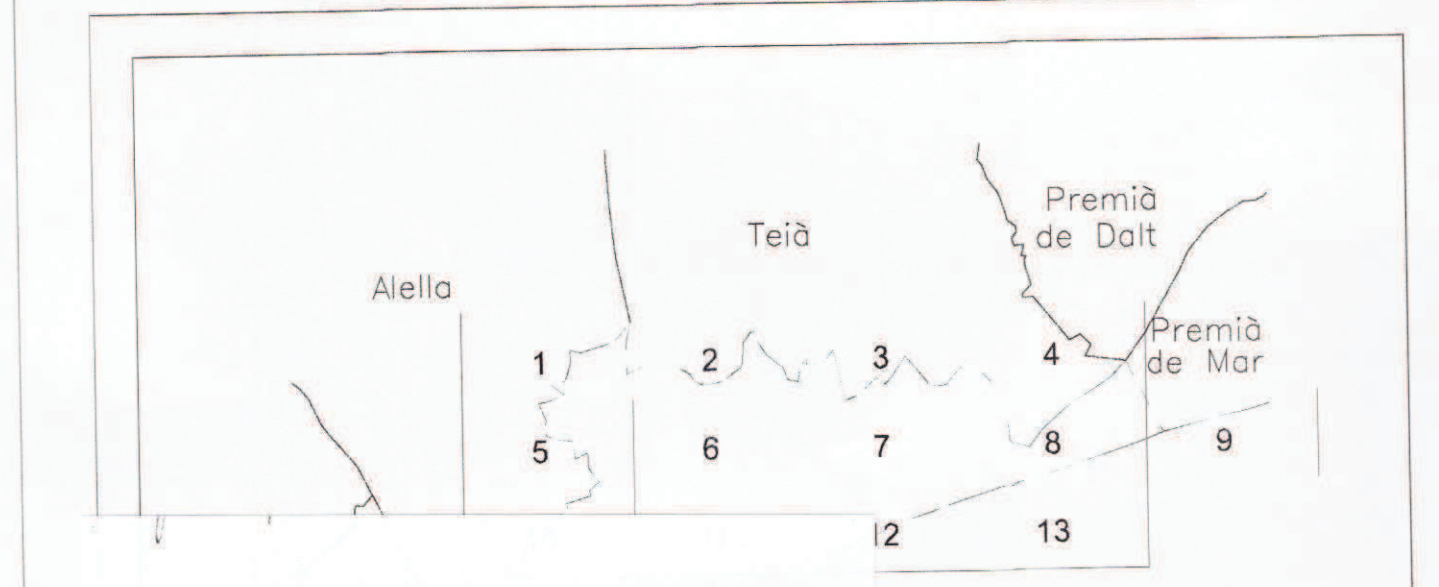 Premià
de Dalt
Teià
Alella
Premià
de Mar
1 2 3 4
5 6 7 8 9
12 13